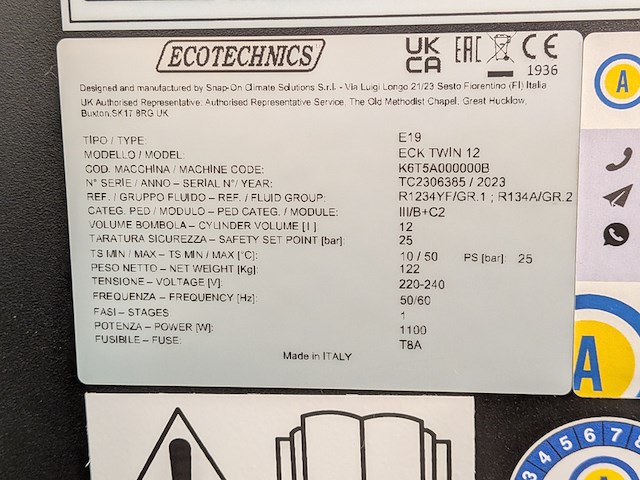 ECOTECHNICS
UK
CA
EAC
CE
1936
Designed and manufactured by Snap-On Climate Solutions S.r.l. - Via Luigi Longo 21/23 Sesto Fiorentino (FI) Italia
UK Authorised Representative: Authorised Representative Service, The Old Methodist Chapel, Great Hucklow,
Buxton,SK17 8RG UK
TIPO / TYPE E19
MODELLO / MODEL: ECK TWIN 12
COD. MACCHINA / MACHINE CODE: K6T5A000000B
N° SERIE / ANNO – SERIAL N°/ YEAR: TC2306385 / 2023
REF. / GRUPPO FLUIDO – REF. / FLUID GROUP: R1234YF/GR.1 ; R134A/GR.2
CATEG. PED / MODULO – PED CATEG. / MODULE: III/B+C2
VOLUME BOMBOLA – CYLINDER VOLUME [l] 12
TARATURA SICUREZZA – SAFETY SET POINT [bar]: 25
TS MIN / MAX – TS MIN / MAX [°C]: 10 / 50 PS [bar]: 25
PESO NETTO – NET WEIGHT [Kg]: 122
TENSIONE – VOLTAGE [V]: 220-240
FREQUENZA – FREQUENCY [Hz]: 50/60
FASI – STAGES 1
POTENZA – POWER [W]: 1100
FUSIBILE – FUSE: T8A
Made in ITALY
A
A
3 4 5 6 7 8